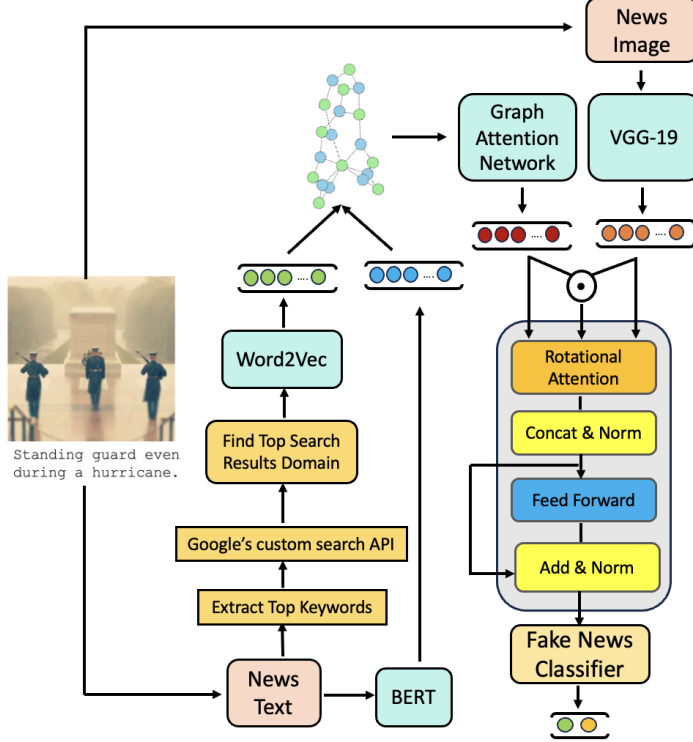 News
Image
Graph
Attention
Network
VGG-19
....
....
....
....
Word2Vec
Rotational
Attention
Concat & Norm
Find Top Search
Results Domain
Standing guard even
during a hurricane.
Feed Forward
Google's custom search API
Add & Norm
Extract Top Keywords
Fake News
Classifier
News
Text
BERT